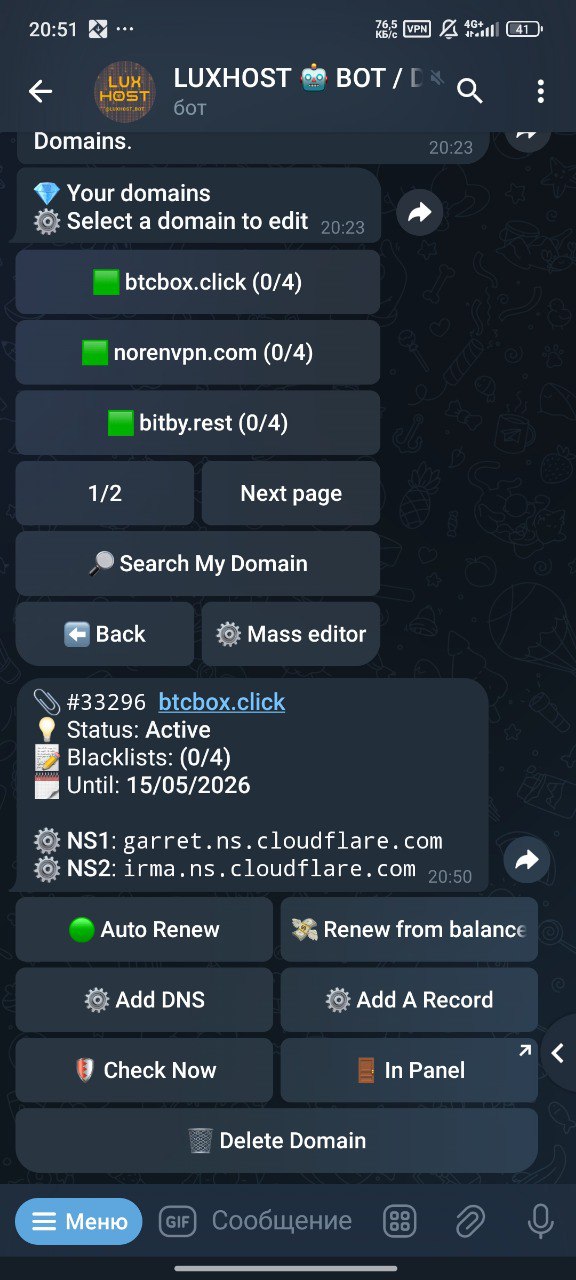 20:51
76,5
КБ/с
VPN
4G+
41
LUX
HOST
@LUXHOST_BOT
LUXHOST 🤖 BOT / D
бот
Domains.
20:23
💎 Your domains
⚙️ Select a domain to edit 20:23
🟩 btcbox.click (0/4)
🟩 norenvpn.com (0/4)
🟩 bitby.rest (0/4)
1/2
Next page
🔎 Search My Domain
⬅️ Back
⚙️ Mass editor
📎 #33296 btcbox.click
💡 Status: Active
📝 Blacklists: (0/4)
🗓 Until: 15/05/2026
⚙️ NS1: garret.ns.cloudflare.com
⚙️ NS2: irma.ns.cloudflare.com 20:50
🟢 Auto Renew
💸 Renew from balance
⚙️ Add DNS
⚙️ Add A Record
🛡 Check Now
🚪 In Panel
🗑 Delete Domain
Меню
GIF
Сообщение